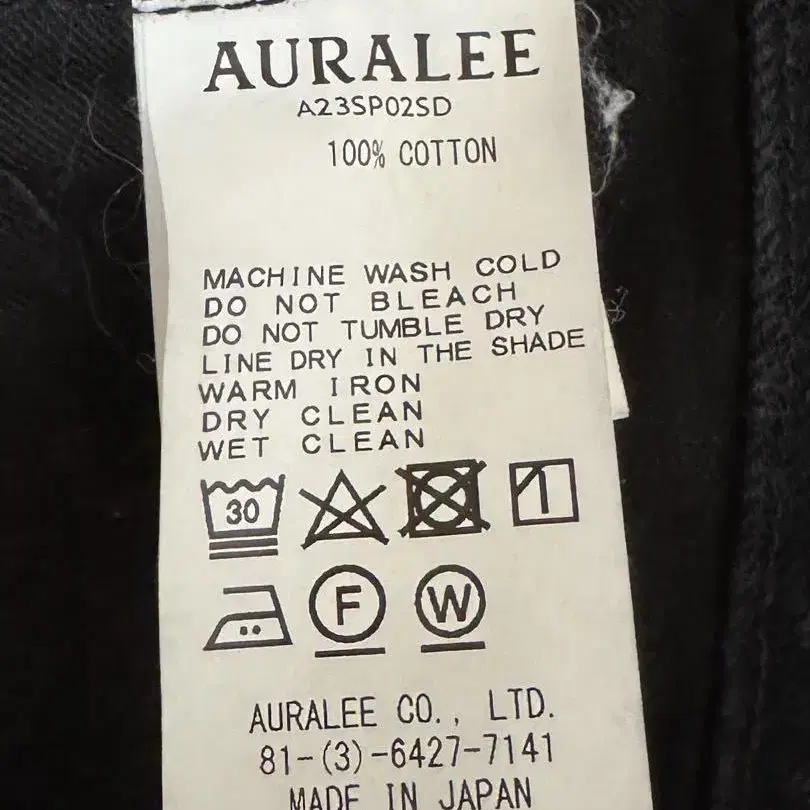 AURALEE
A23SP02SD
100% COTTON
MACHINE WASH COLD
DO NOT BLEACH
DO NOT TUMBLE DRY
LINE DRY IN THE SHADE
WARM IRON
DRY CLEAN
WET CLEAN
30
F W
AURALEE CO., LTD.
81-(3)-6427-7141
MADE IN JAPAN